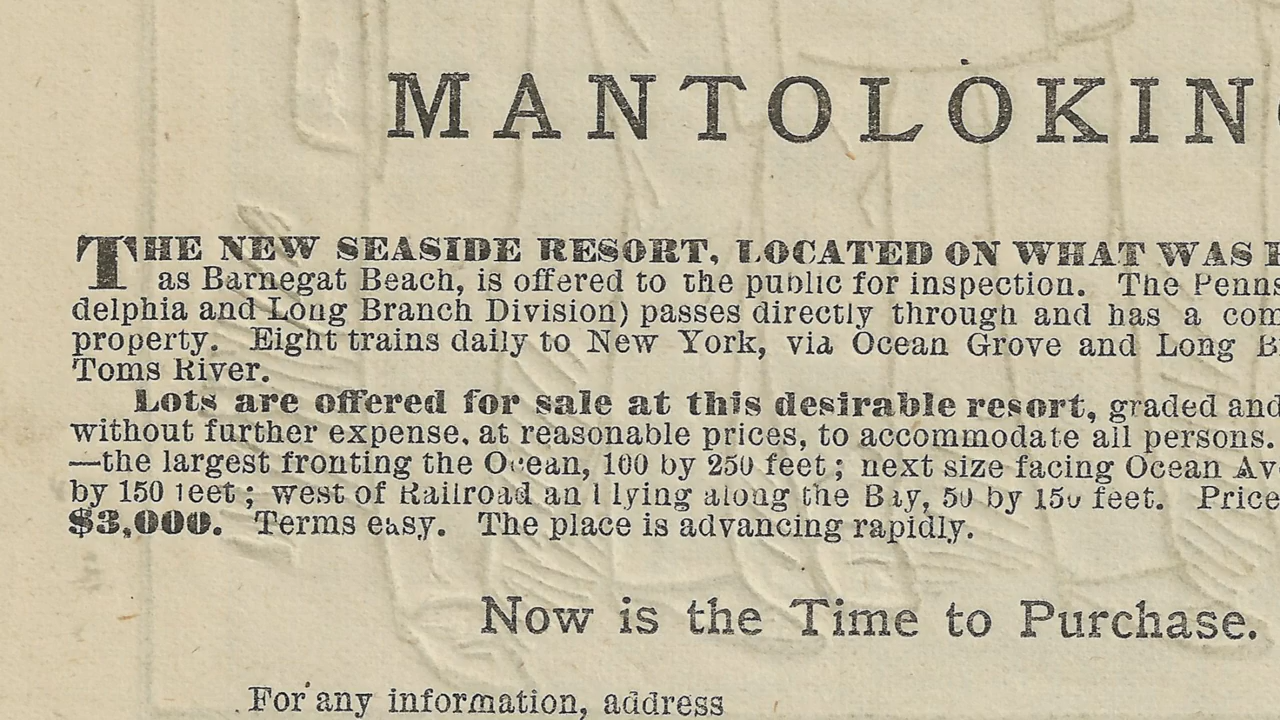 MANTOLOKIN
THE NEW SEASIDE RESORT, LOCATED ON WHAT WAS
as Barnegat Beach, is offered to the public for inspection. The Penns
delphia and Long Branch Division) passes directly through and has a com
property. Eight trains daily to New York, via Ocean Grove and Long B
Toms River.
Lots are offered for sale at this desirable resort, graded and
without further expense, at reasonable prices, to accommodate all persons.
—the largest fronting the Ocean, 100 by 250 feet; next size facing Ocean Av
by 150 feet; west of Railroad and lying along the Bay, 50 by 150 feet. Price
$3,000. Terms easy. The place is advancing rapidly.
Now is the Time to Purchase.
For any information, address